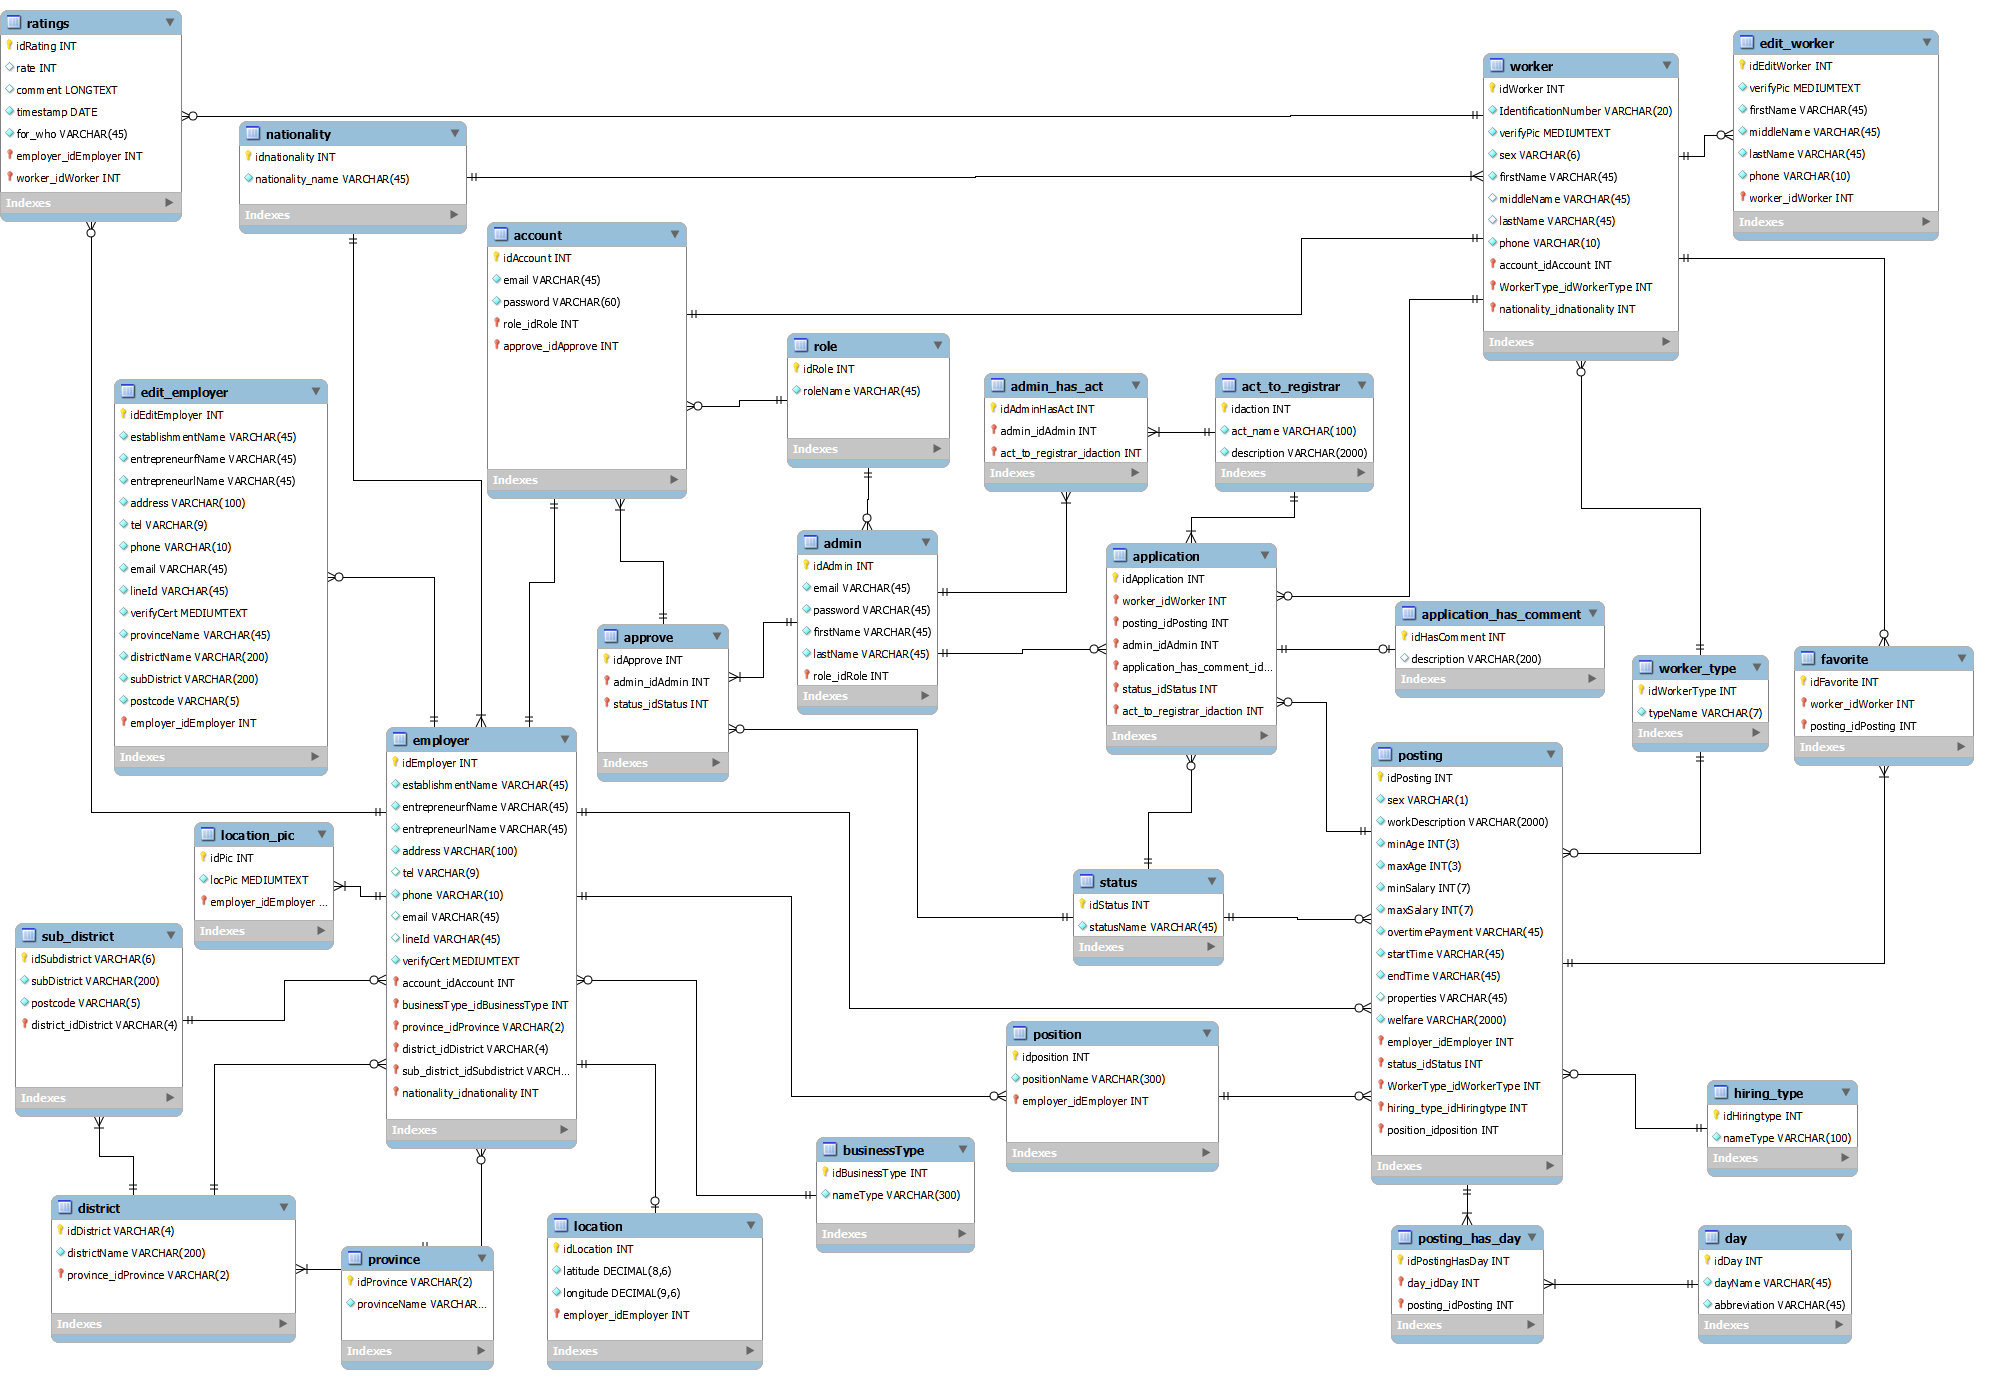 ratings
idRating INT
rate INT
comment LONGTEXT
timestamp DATE
for_who VARCHAR(45)
employer_idEmployer INT
worker_idWorker INT
Indexes
nationality
idnationality INT
nationality_name VARCHAR(45)
Indexes
account
idAccount INT
email VARCHAR(45)
password VARCHAR(60)
role_idRole INT
approve_idApprove INT
Indexes
worker
idWorker INT
IdentificationNumber VARCHAR(20)
verifyPic MEDIUMTEXT
sex VARCHAR(6)
firstName VARCHAR(45)
middleName VARCHAR(45)
lastName VARCHAR(45)
phone VARCHAR(10)
account_idAccount INT
WorkerType_idWorkerType INT
nationality_idnationality INT
Indexes
edit_worker
idEditWorker INT
verifyPic MEDIUMTEXT
firstName VARCHAR(45)
middleName VARCHAR(45)
lastName VARCHAR(45)
phone VARCHAR(10)
worker_idWorker INT
Indexes
edit_employer
idEditEmployer INT
establishmentName VARCHAR(45)
entrepreneurfName VARCHAR(45)
entrepreneurlName VARCHAR(45)
address VARCHAR(100)
tel VARCHAR(9)
phone VARCHAR(10)
email VARCHAR(45)
lineId VARCHAR(45)
verifyCert MEDIUMTEXT
provinceName VARCHAR(45)
districtName VARCHAR(200)
subDistrict VARCHAR(200)
postcode VARCHAR(5)
employer_idEmployer INT
Indexes
role
idRole INT
roleName VARCHAR(45)
Indexes
admin_has_act
idAdminHasAct INT
admin_idAdmin INT
act_to_registrar_idaction INT
Indexes
act_to_registrar
idaction INT
act_name VARCHAR(100)
description VARCHAR(2000)
Indexes
admin
idAdmin INT
email VARCHAR(45)
password VARCHAR(45)
firstName VARCHAR(45)
lastName VARCHAR(45)
role_idRole INT
Indexes
approve
idApprove INT
admin_idAdmin INT
status_idStatus INT
Indexes
application
idApplication INT
worker_idWorker INT
posting_idPosting INT
admin_idAdmin INT
application_has_comment_id...
status_idStatus INT
act_to_registrar_idaction INT
Indexes
application_has_comment
idHasComment INT
description VARCHAR(200)
Indexes
worker_type
idWorkerType INT
typeName VARCHAR(7)
Indexes
favorite
idFavorite INT
worker_idWorker INT
posting_idPosting INT
Indexes
employer
idEmployer INT
establishmentName VARCHAR(45)
entrepreneurfName VARCHAR(45)
entrepreneurlName VARCHAR(45)
address VARCHAR(100)
tel VARCHAR(9)
phone VARCHAR(10)
email VARCHAR(45)
lineId VARCHAR(45)
verifyCert MEDIUMTEXT
account_idAccount INT
businessType_idBusinessType INT
province_idProvince VARCHAR(2)
district_idDistrict VARCHAR(4)
sub_district_idSubdistrict VARCH...
nationality_idnationality INT
Indexes
location_pic
idPic INT
locPic MEDIUMTEXT
employer_idEmployer ...
Indexes
sub_district
idSubdistrict VARCHAR(6)
subDistrict VARCHAR(200)
postcode VARCHAR(5)
district_idDistrict VARCHAR(4)
Indexes
status
idStatus INT
statusName VARCHAR(45)
Indexes
posting
idPosting INT
sex VARCHAR(1)
workDescription VARCHAR(2000)
minAge INT(3)
maxAge INT(3)
minSalary INT(7)
maxSalary INT(7)
overtimePayment VARCHAR(45)
startTime VARCHAR(45)
endTime VARCHAR(45)
properties VARCHAR(45)
welfare VARCHAR(2000)
employer_idEmployer INT
status_idStatus INT
WorkerType_idWorkerType INT
hiring_type_idHiringtype INT
position_idposition INT
Indexes
position
idposition INT
positionName VARCHAR(300)
employer_idEmployer INT
Indexes
hiring_type
idHiringtype INT
nameType VARCHAR(100)
Indexes
businessType
idBusinessType INT
nameType VARCHAR(300)
Indexes
district
idDistrict VARCHAR(4)
districtName VARCHAR(200)
province_idProvince VARCHAR(2)
Indexes
province
idProvince VARCHAR(2)
provinceName VARCHAR...
Indexes
location
idLocation INT
latitude DECIMAL(8,6)
longitude DECIMAL(9,6)
employer_idEmployer INT
Indexes
posting_has_day
idPostingHasDay INT
day_idDay INT
posting_idPosting INT
Indexes
day
idDay INT
dayName VARCHAR(45)
abbreviation VARCHAR(45)
Indexes